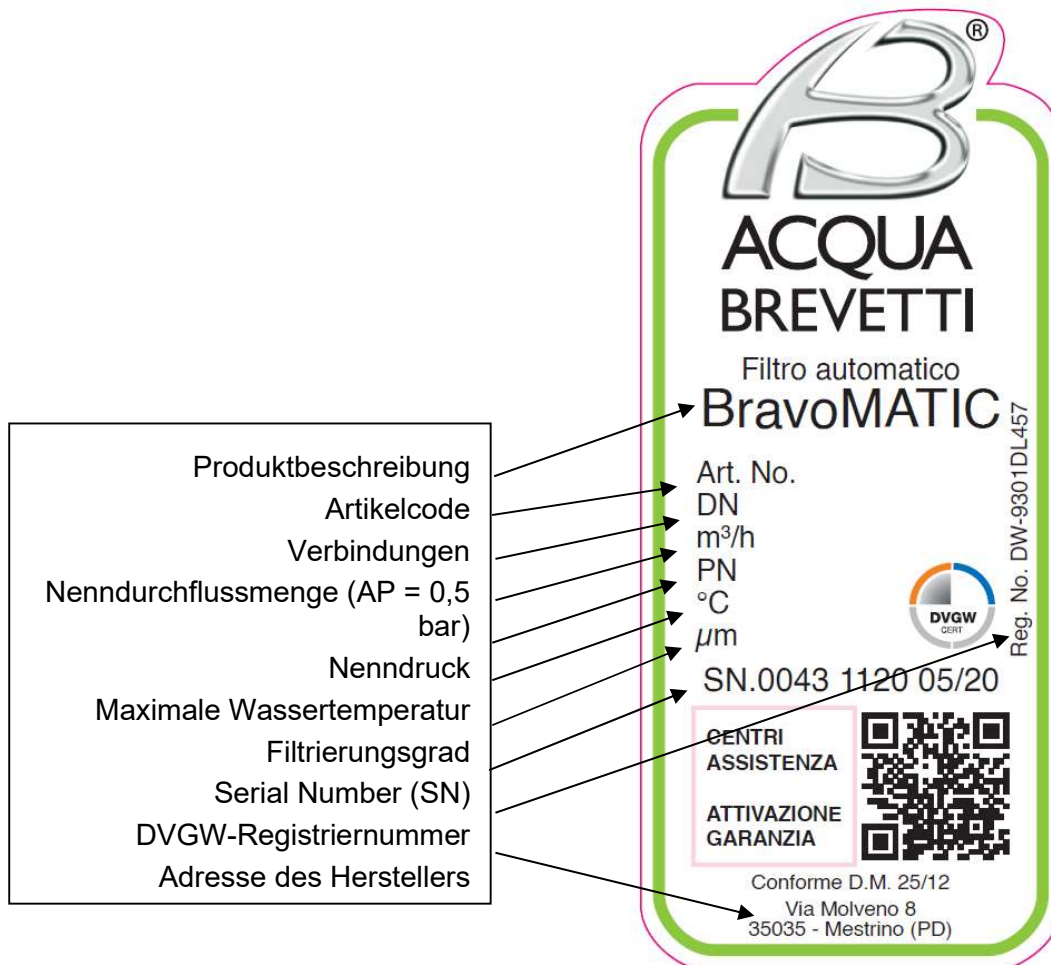 ®
ACQUA
BREVETTI
Filtro automatico
BravoMATIC
Produktbeschreibung
Artikelcode
Verbindungen
Nenndurchflussmenge (AP = 0,5
bar)
Nenndruck
Maximale Wassertemperatur
Filtrierungsgrad
Serial Number (SN)
DVGW-Registriernummer
Adresse des Herstellers
Art. No.
DN
m³/h
PN
°C
µm
DVGW
CERT
Reg. No. DW-9301DL457
SN.0043 1120 05/20
CENTRI
ASSISTENZA
ATTIVAZIONE
GARANZIA
Conforme D.M. 25/12
Via Molveno 8
35035 - Mestrino (PD)